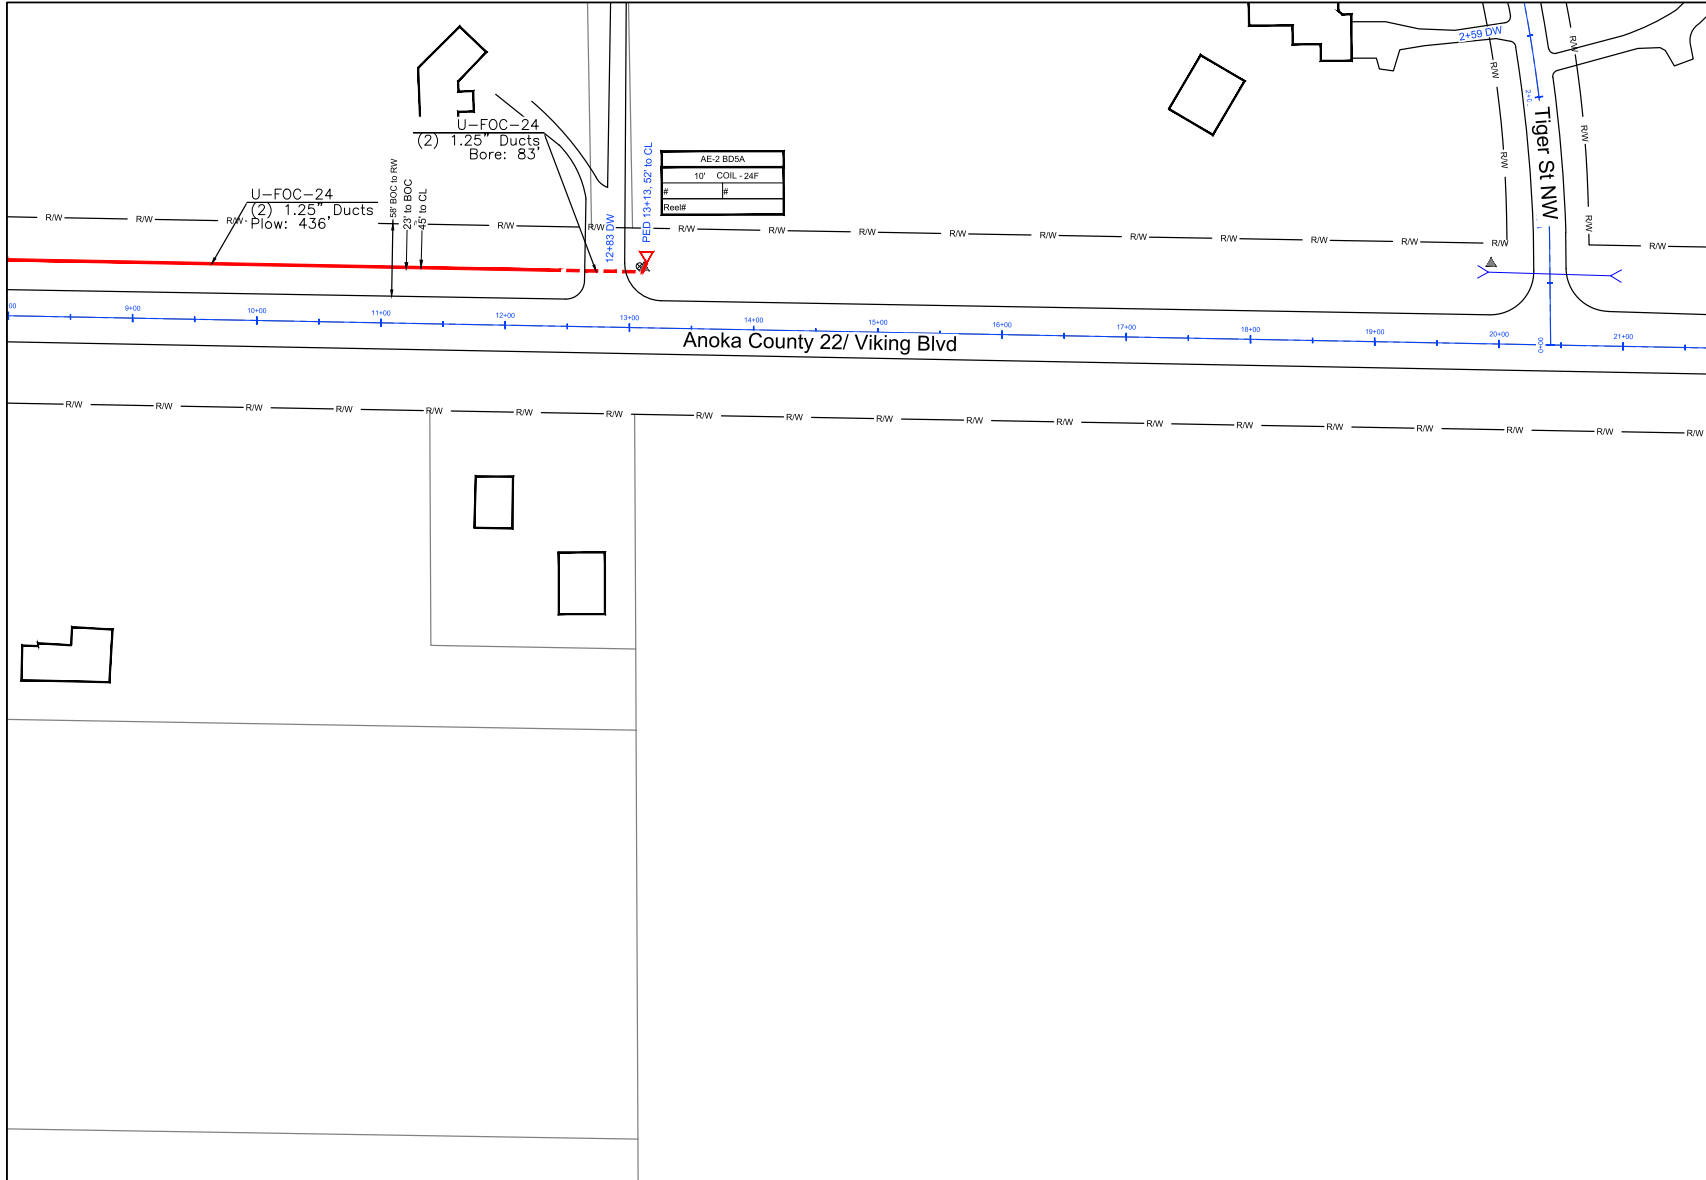 2+59 DW
R/W
R/W
R/W
R/W
R/W
R/W
Tiger St NW
U-FOC-24
(2) 1.25" Ducts
Bore: 83'
U-FOC-24
(2) 1.25" Ducts
Plow: 436'
58' BOC to RW
23' to BOC
45' to CL
12+83 DW
PED 13+13, 52' to CL
AE-2 BD5A
10' COIL - 24F
# #
Reel#
R/W R/W R/W R/W R/W R/W R/W R/W R/W R/W R/W R/W R/W R/W R/W R/W
9+00 10+00 11+00 12+00 13+00 14+00 15+00 16+00 17+00 18+00 19+00 20+00 0+00 21+00
Anoka County 22/ Viking Blvd
R/W R/W R/W R/W R/W R/W R/W R/W R/W R/W R/W R/W R/W R/W R/W R/W R/W R/W R/W